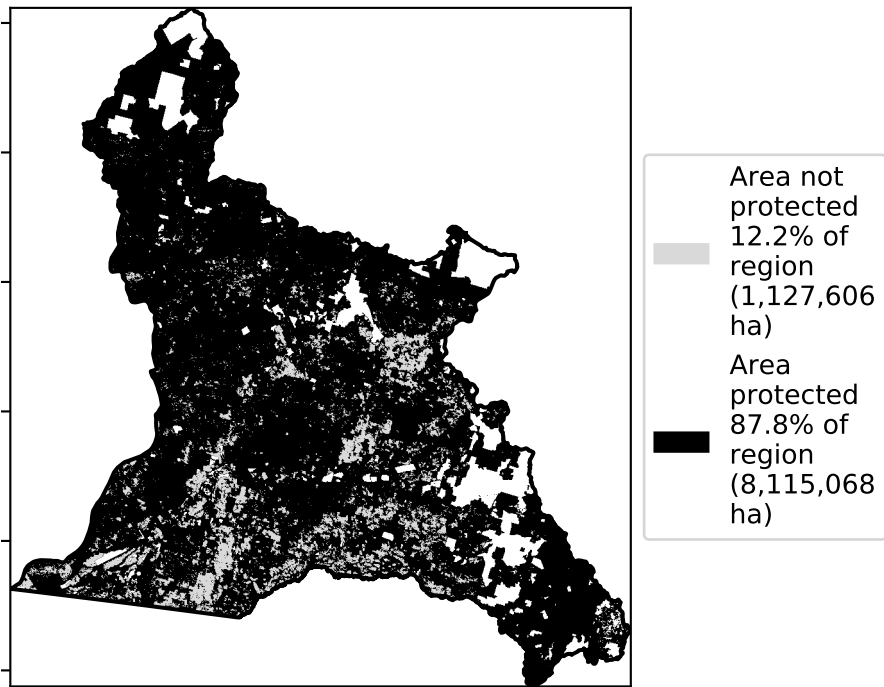 Area not
protected
12.2% of
region
(1,127,606
ha)
Area
protected
87.8% of
region
(8,115,068
ha)